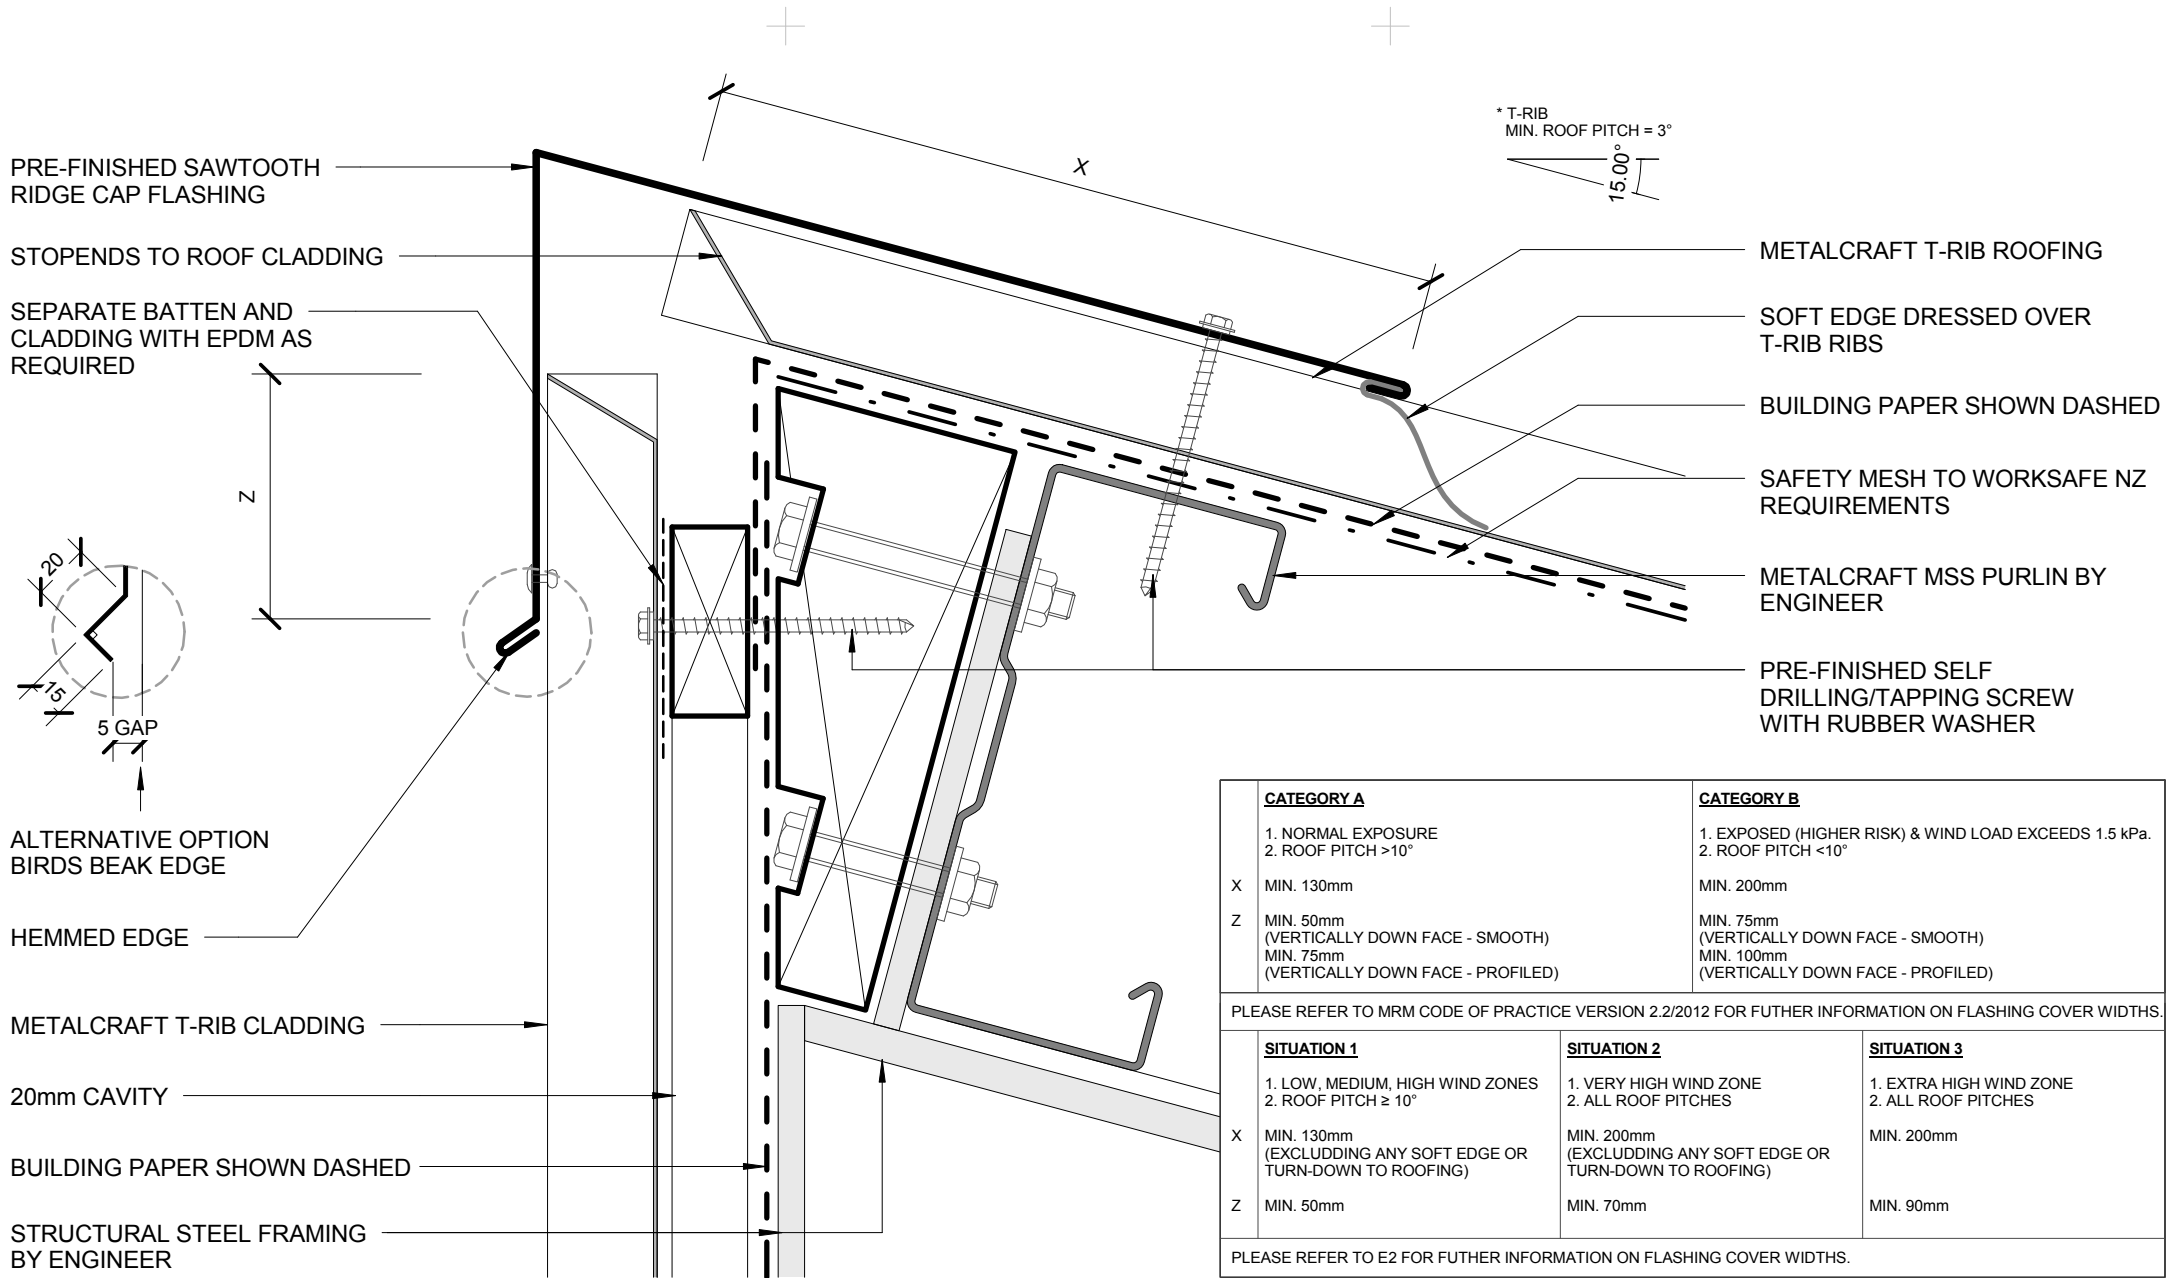 PRE-FINISHED SAWTOOTH
RIDGE CAP FLASHING
STOPENDS TO ROOF CLADDING
SEPARATE BATTEN AND
CLADDING WITH EPDM AS
REQUIRED
Z
20
15
5 GAP
ALTERNATIVE OPTION
BIRDS BEAK EDGE
HEMMED EDGE
METALCRAFT T-RIB CLADDING
20mm CAVITY
BUILDING PAPER SHOWN DASHED
STRUCTURAL STEEL FRAMING
BY ENGINEER
X
* T-RIB
MIN. ROOF PITCH = 3°
15.00°
METALCRAFT T-RIB ROOFING
SOFT EDGE DRESSED OVER
T-RIB RIBS
BUILDING PAPER SHOWN DASHED
SAFETY MESH TO WORKSAFE NZ
REQUIREMENTS
METALCRAFT MSS PURLIN BY
ENGINEER
PRE-FINISHED SELF
DRILLING/TAPPING SCREW
WITH RUBBER WASHER
CATEGORY A
1. NORMAL EXPOSURE
2. ROOF PITCH >10°
X MIN. 130mm
Z MIN. 50mm
(VERTICALLY DOWN FACE - SMOOTH)
MIN. 75mm
(VERTICALLY DOWN FACE - PROFILED)
CATEGORY B
1. EXPOSED (HIGHER RISK) & WIND LOAD EXCEEDS 1.5 kPa.
2. ROOF PITCH <10°
MIN. 200mm
MIN. 75mm
(VERTICALLY DOWN FACE - SMOOTH)
MIN. 100mm
(VERTICALLY DOWN FACE - PROFILED)
PLEASE REFER TO MRM CODE OF PRACTICE VERSION 2.2/2012 FOR FUTHER INFORMATION ON FLASHING COVER WIDTHS.
SITUATION 1
1. LOW, MEDIUM, HIGH WIND ZONES
2. ROOF PITCH ≥ 10°
X MIN. 130mm
(EXCLUDDING ANY SOFT EDGE OR
TURN-DOWN TO ROOFING)
Z MIN. 50mm
SITUATION 2
1. VERY HIGH WIND ZONE
2. ALL ROOF PITCHES
MIN. 200mm
(EXCLUDDING ANY SOFT EDGE OR
TURN-DOWN TO ROOFING)
MIN. 70mm
SITUATION 3
1. EXTRA HIGH WIND ZONE
2. ALL ROOF PITCHES
MIN. 200mm
MIN. 90mm
PLEASE REFER TO E2 FOR FUTHER INFORMATION ON FLASHING COVER WIDTHS.